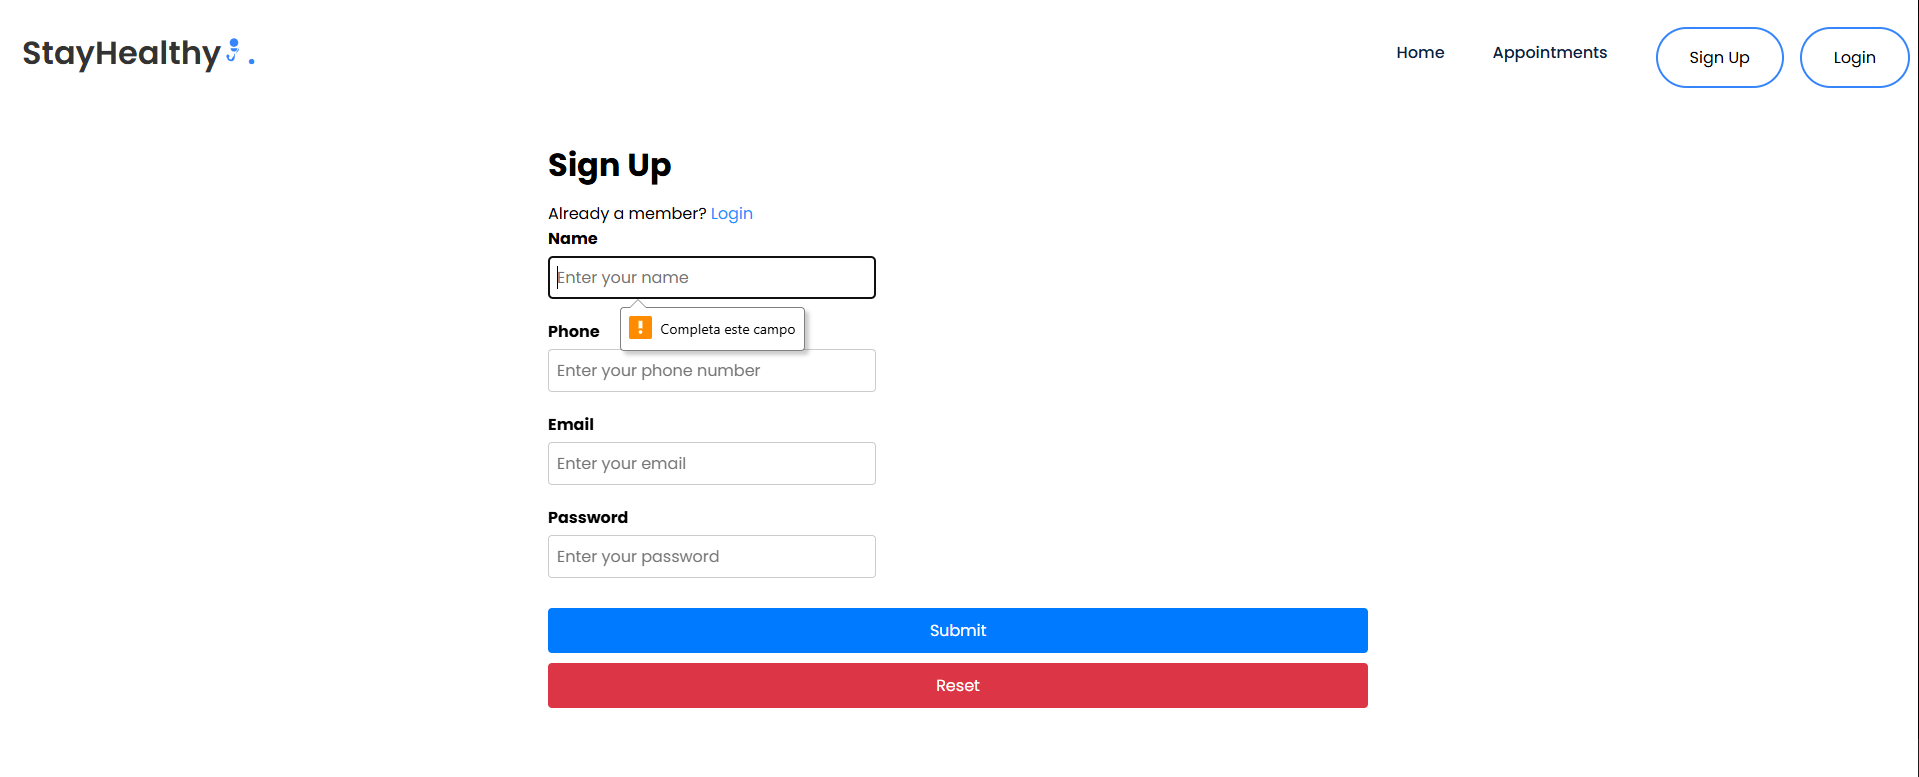 StayHealthy .
Home Appointments Sign Up Login
Sign Up
Already a member? Login
Name
Enter your name
Completa este campo
Phone
Enter your phone number
Email
Enter your email
Password
Enter your password
Submit
Reset